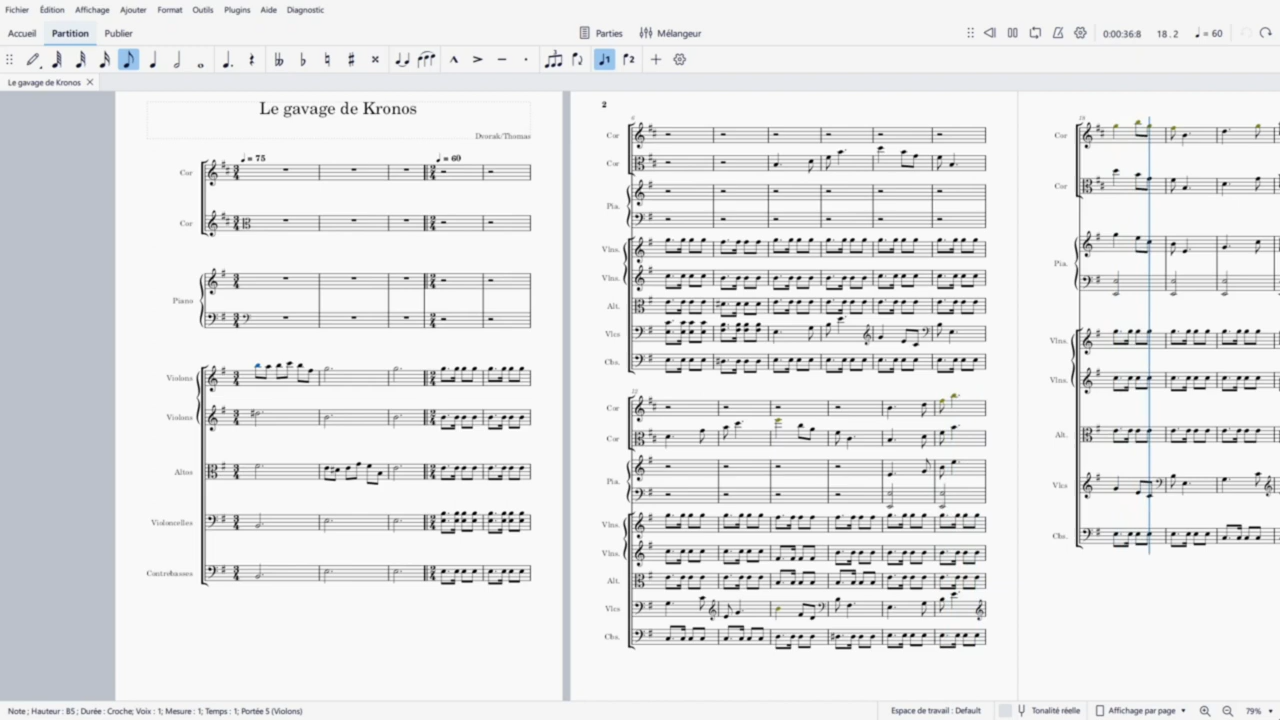 Fichier Édition Affichage Ajouter Format Outils Plugins Aide Diagnostic
Accueil Partition Publier Parties Mélangeur 0:00:36:8 18 . 2 = 60
1 2
Le gavage de Kronos
Le gavage de Kronos
Dvorak/Thomas
= 75 = 60
Cor
Cor
Piano
Violons
Violons
Altos
Violoncelles
Contrebasses
2
6
Cor
Cor
Pia.
Vlns.
Vlns.
Alt.
Vlcs
Cbs.
Cor
Cor
Pia.
Vlns.
Vlns.
Alt.
Vlcs
Cbs.
Cor
Cor
Pia.
Vlns.
Vlns.
Alt.
Vlcs
Cbs.
Note ; Hauteur : B5 ; Durée : Croche; Voix : 1; Mesure : 1; Temps : 1; Portée 5 (Violons) Espace de travail : Default Tonalité réelle Affichage par page 79%